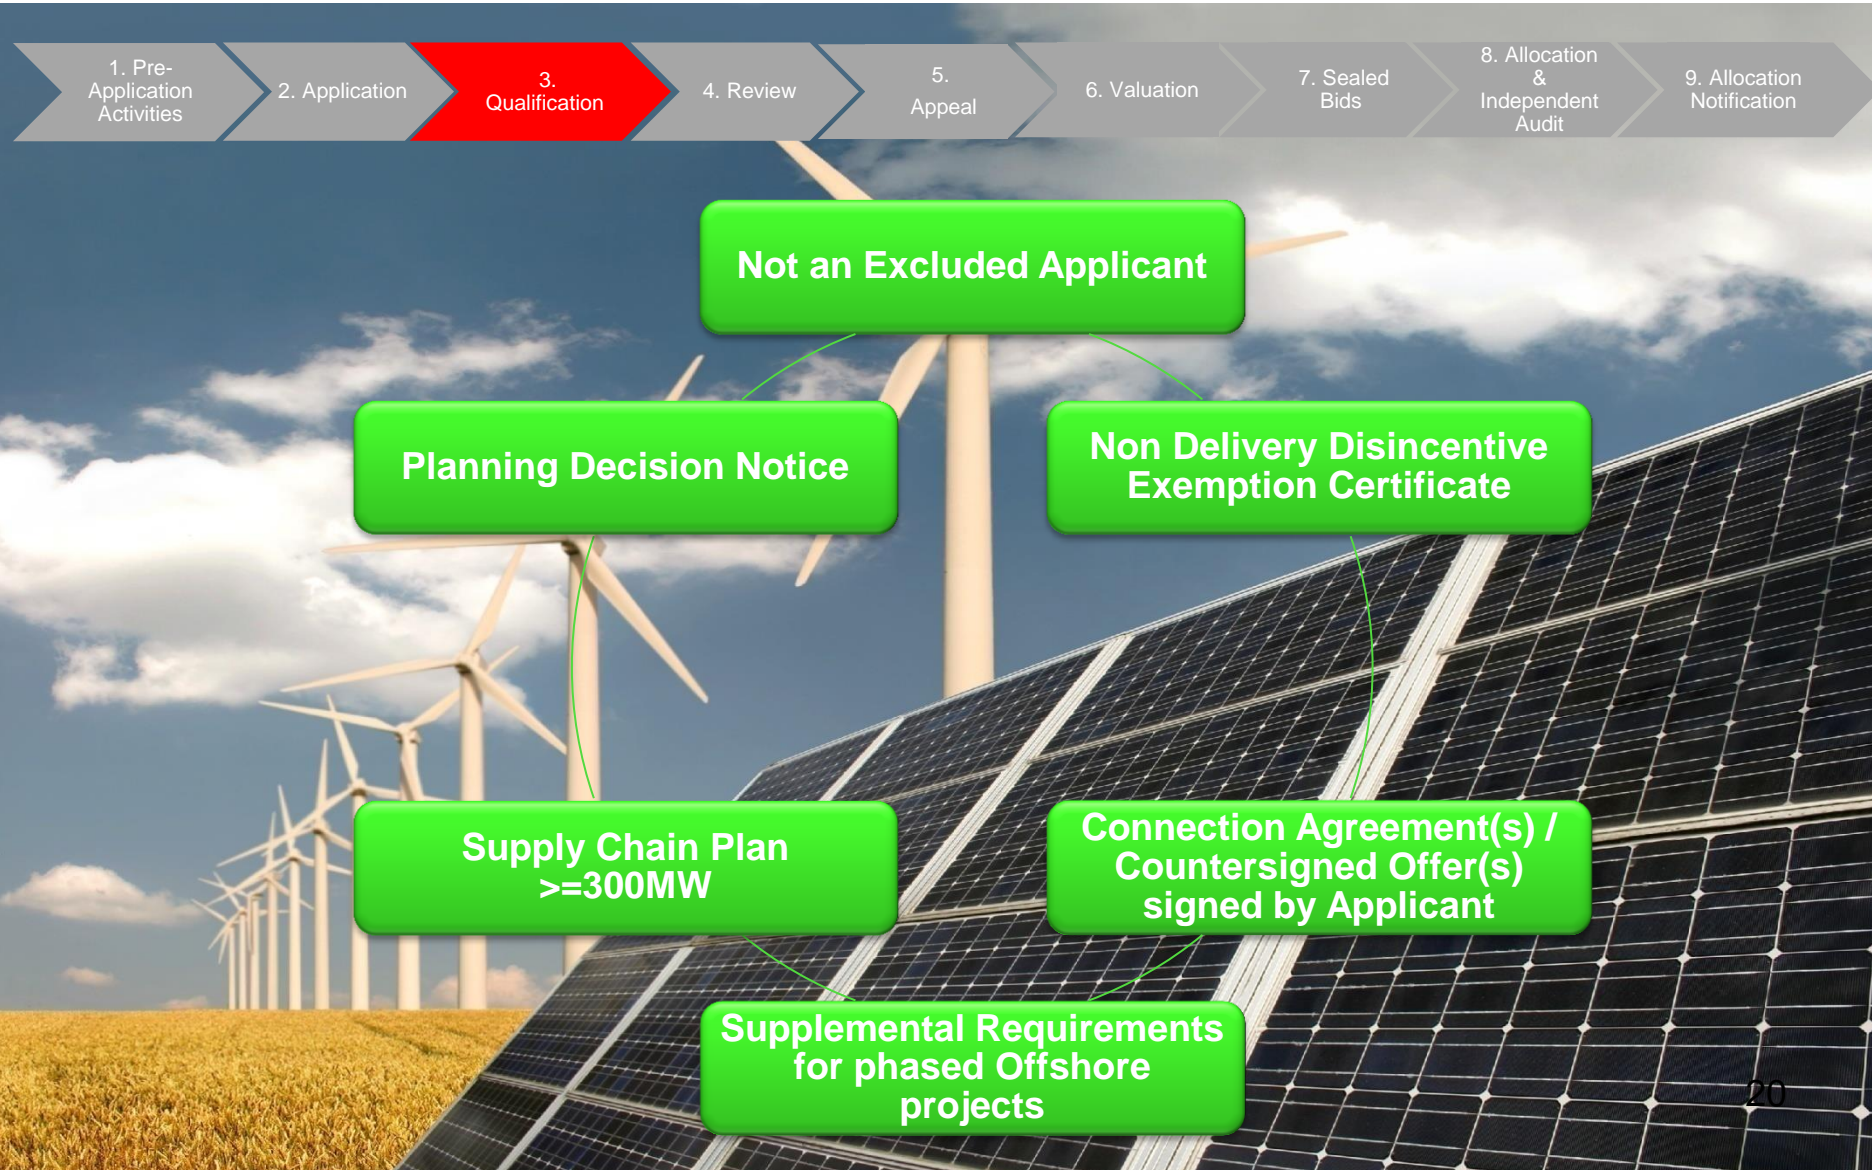 1. Pre-
Application
Activities
2. Application
3.
Qualification
4. Review
5.
Appeal
6. Valuation
7. Sealed
Bids
8. Allocation
&
Independent
Audit
9. Allocation
Notification
Not an Excluded Applicant
Planning Decision Notice
Non Delivery Disincentive
Exemption Certificate
Supply Chain Plan
>=300MW
Connection Agreement(s) /
Countersigned Offer(s)
signed by Applicant
Supplemental Requirements
for phased Offshore
projects
20